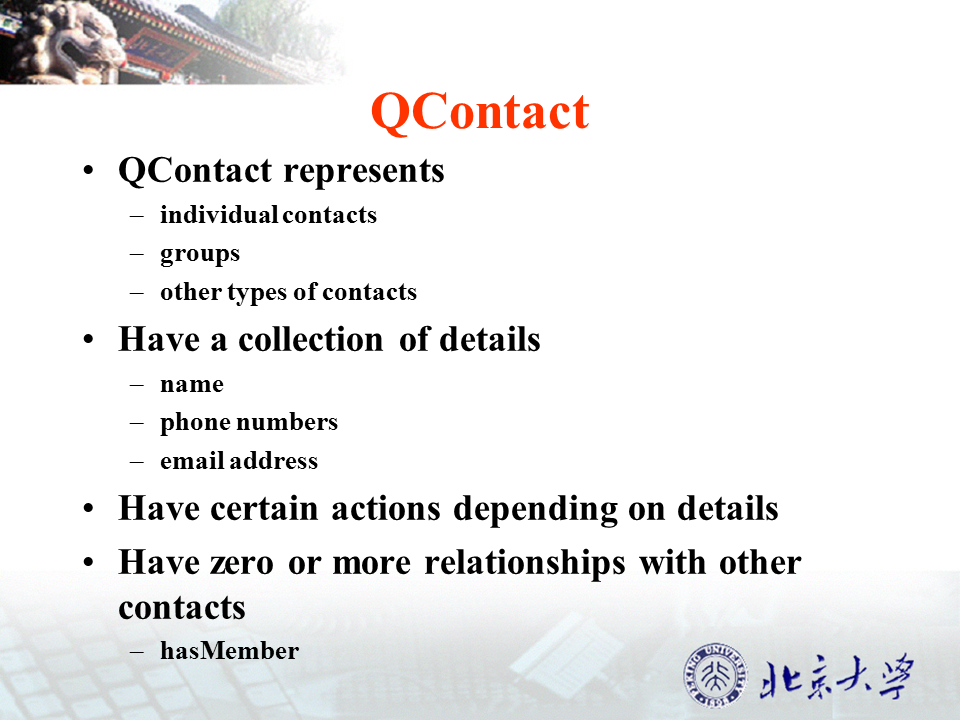 QContact
• QContact represents
– individual contacts
– groups
– other types of contacts
• Have a collection of details
– name
– phone numbers
– email address
• Have certain actions depending on details
• Have zero or more relationships with other
contacts
– hasMember
PEKING UNIVERSITY
1898
北京大学